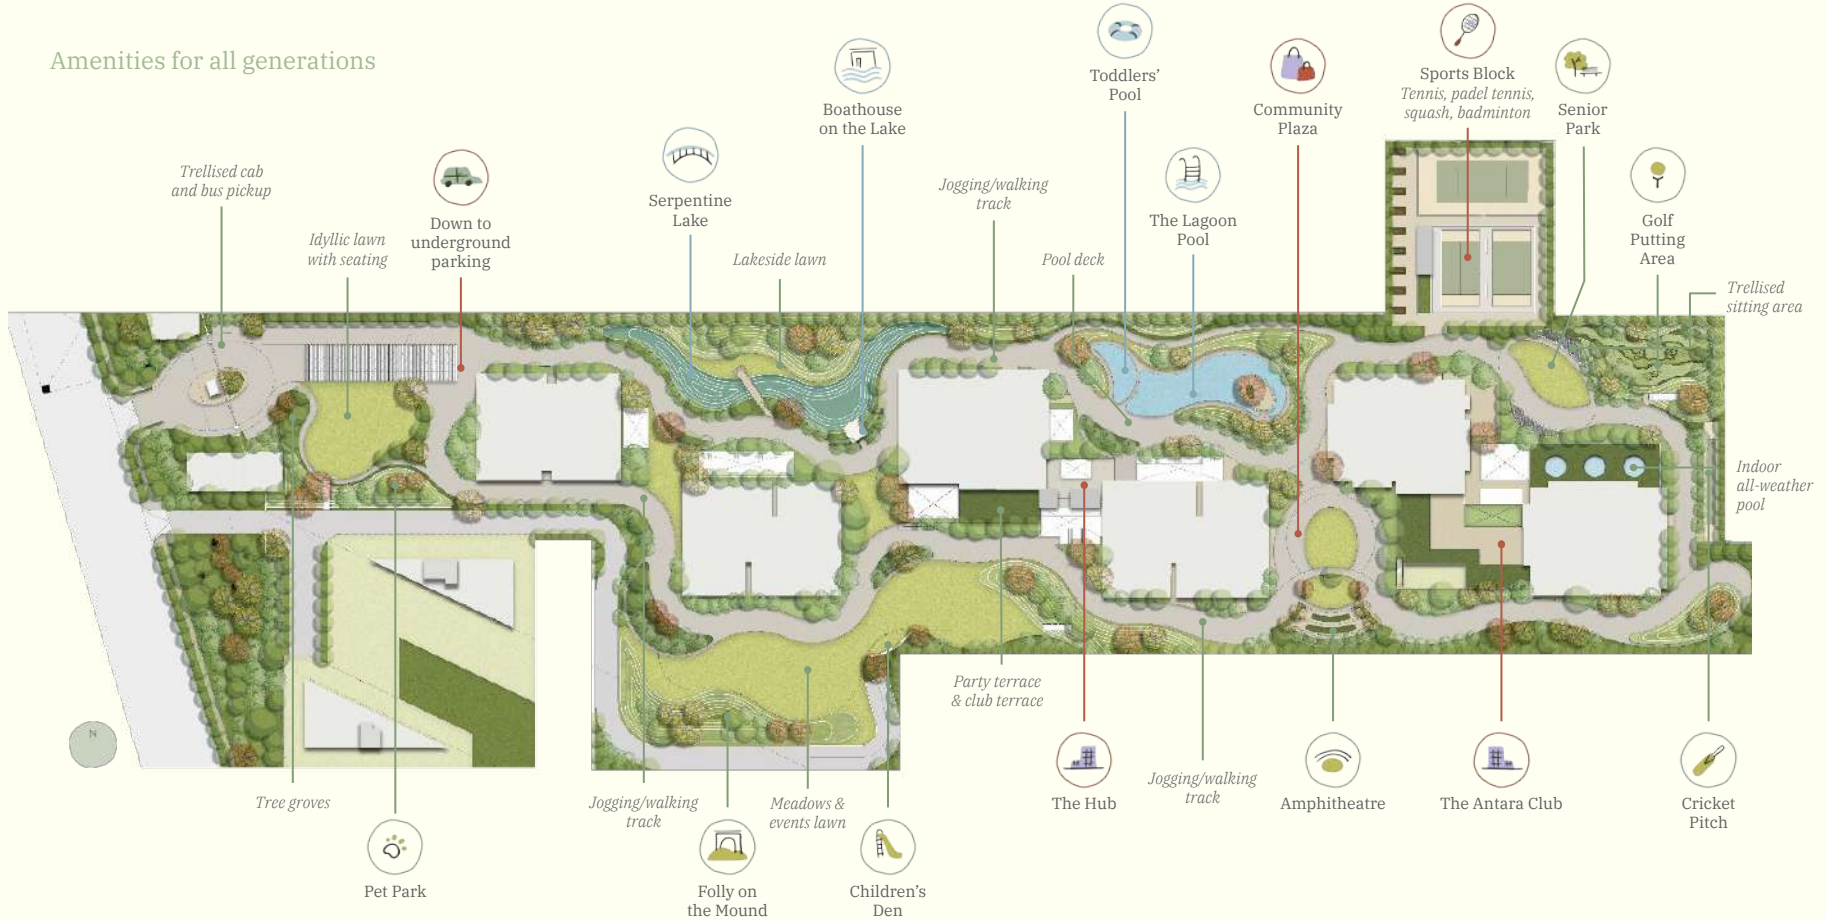 Amenities for all generations
Trellised cab
and bus pickup
Idyllic lawn
with seating
Down to
underground
parking
Serpentine
Lake
Lakeside lawn
Boathouse
on the Lake
Jogging/walking
track
Pool deck
Toddlers’
Pool
The Lagoon
Pool
Community
Plaza
Sports Block
Tennis, padel tennis,
squash, badminton
Senior
Park
Golf
Putting
Area
Trellised
sitting area
Indoor
all-weather
pool
N
Tree groves
Pet Park
Jogging/walking
track
Folly on
the Mound
Meadows &
events lawn
Children’s
Den
Party terrace
& club terrace
The Hub
Jogging/walking
track
Amphitheatre
The Antara Club
Cricket
Pitch